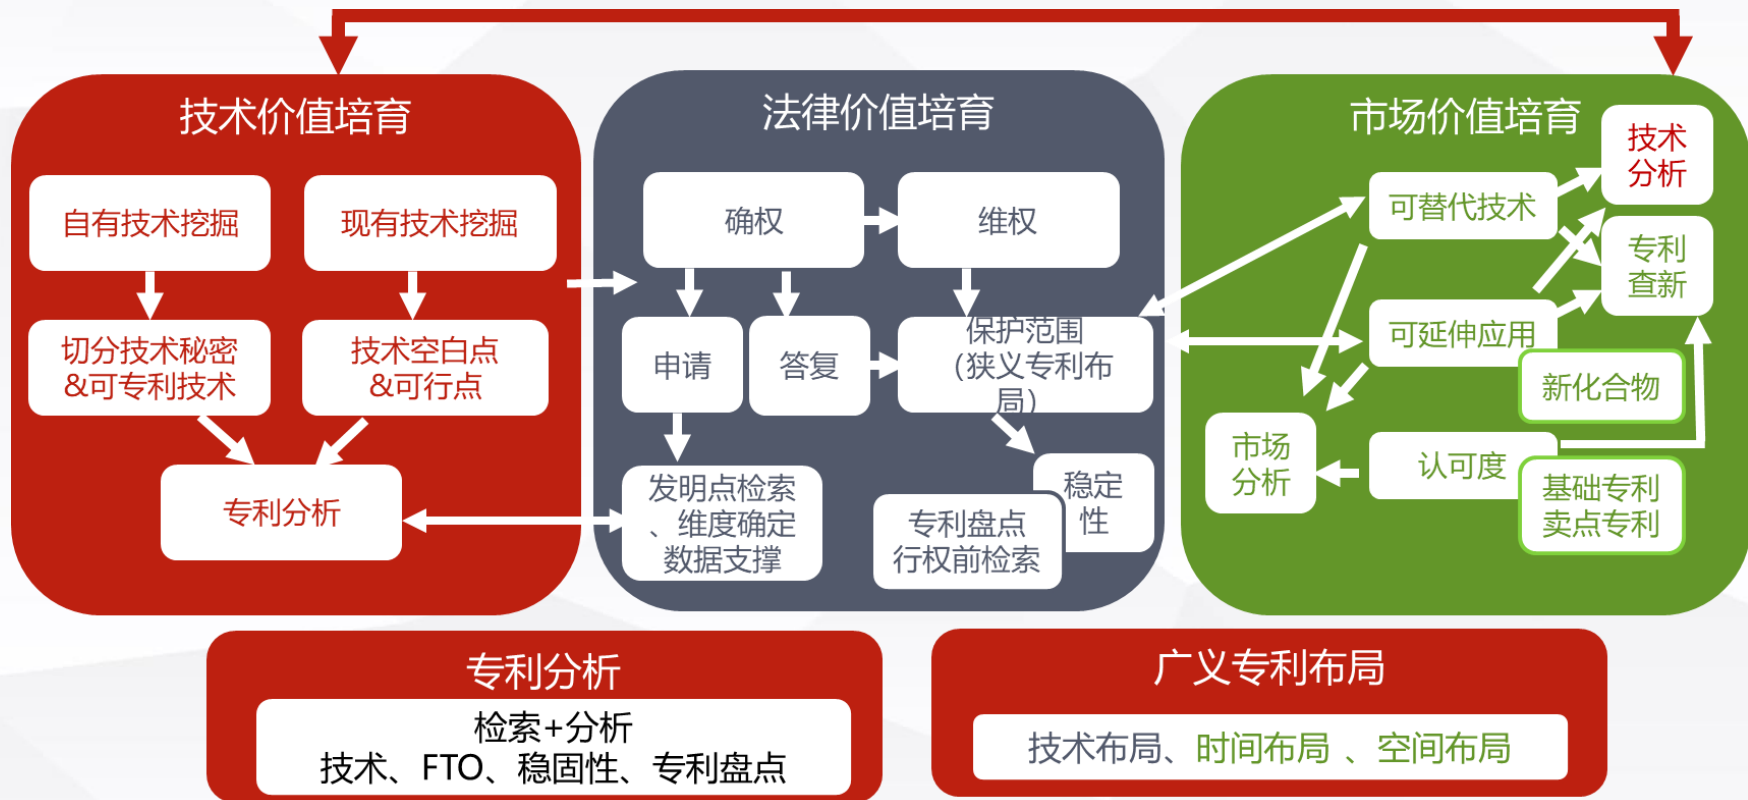 技术价值培育
自有技术挖掘
现有技术挖掘
切分技术秘密
&可专利技术
技术空白点
&可行点
专利分析
法律价值培育
确权
维权
申请
答复
保护范围
（狭义专利布
局）
发明点检索
、维度确定
数据支撑
专利盘点
行权前检索
稳定
性
市场价值培育
技术
分析
可替代技术
专利
查新
可延伸应用
新化合物
市场
分析
认可度
基础专利
卖点专利
专利分析
检索+分析
技术、FTO、稳固性、专利盘点
广义专利布局
技术布局、时间布局 、空间布局